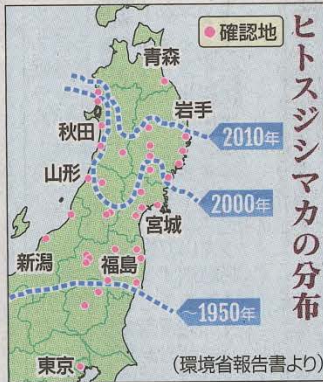 ヒトスジシマカの分布
確認地
青森
岩手
秋田
2010年
山形
2000年
宮城
新潟
福島
~1950年
東京
(環境省報告書より)